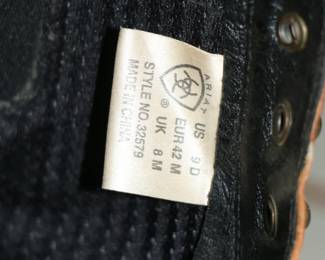 ARIAT
US 9 D
EUR 42 M
® UK 8 M
STYLE NO.32579
MADE IN CHINA